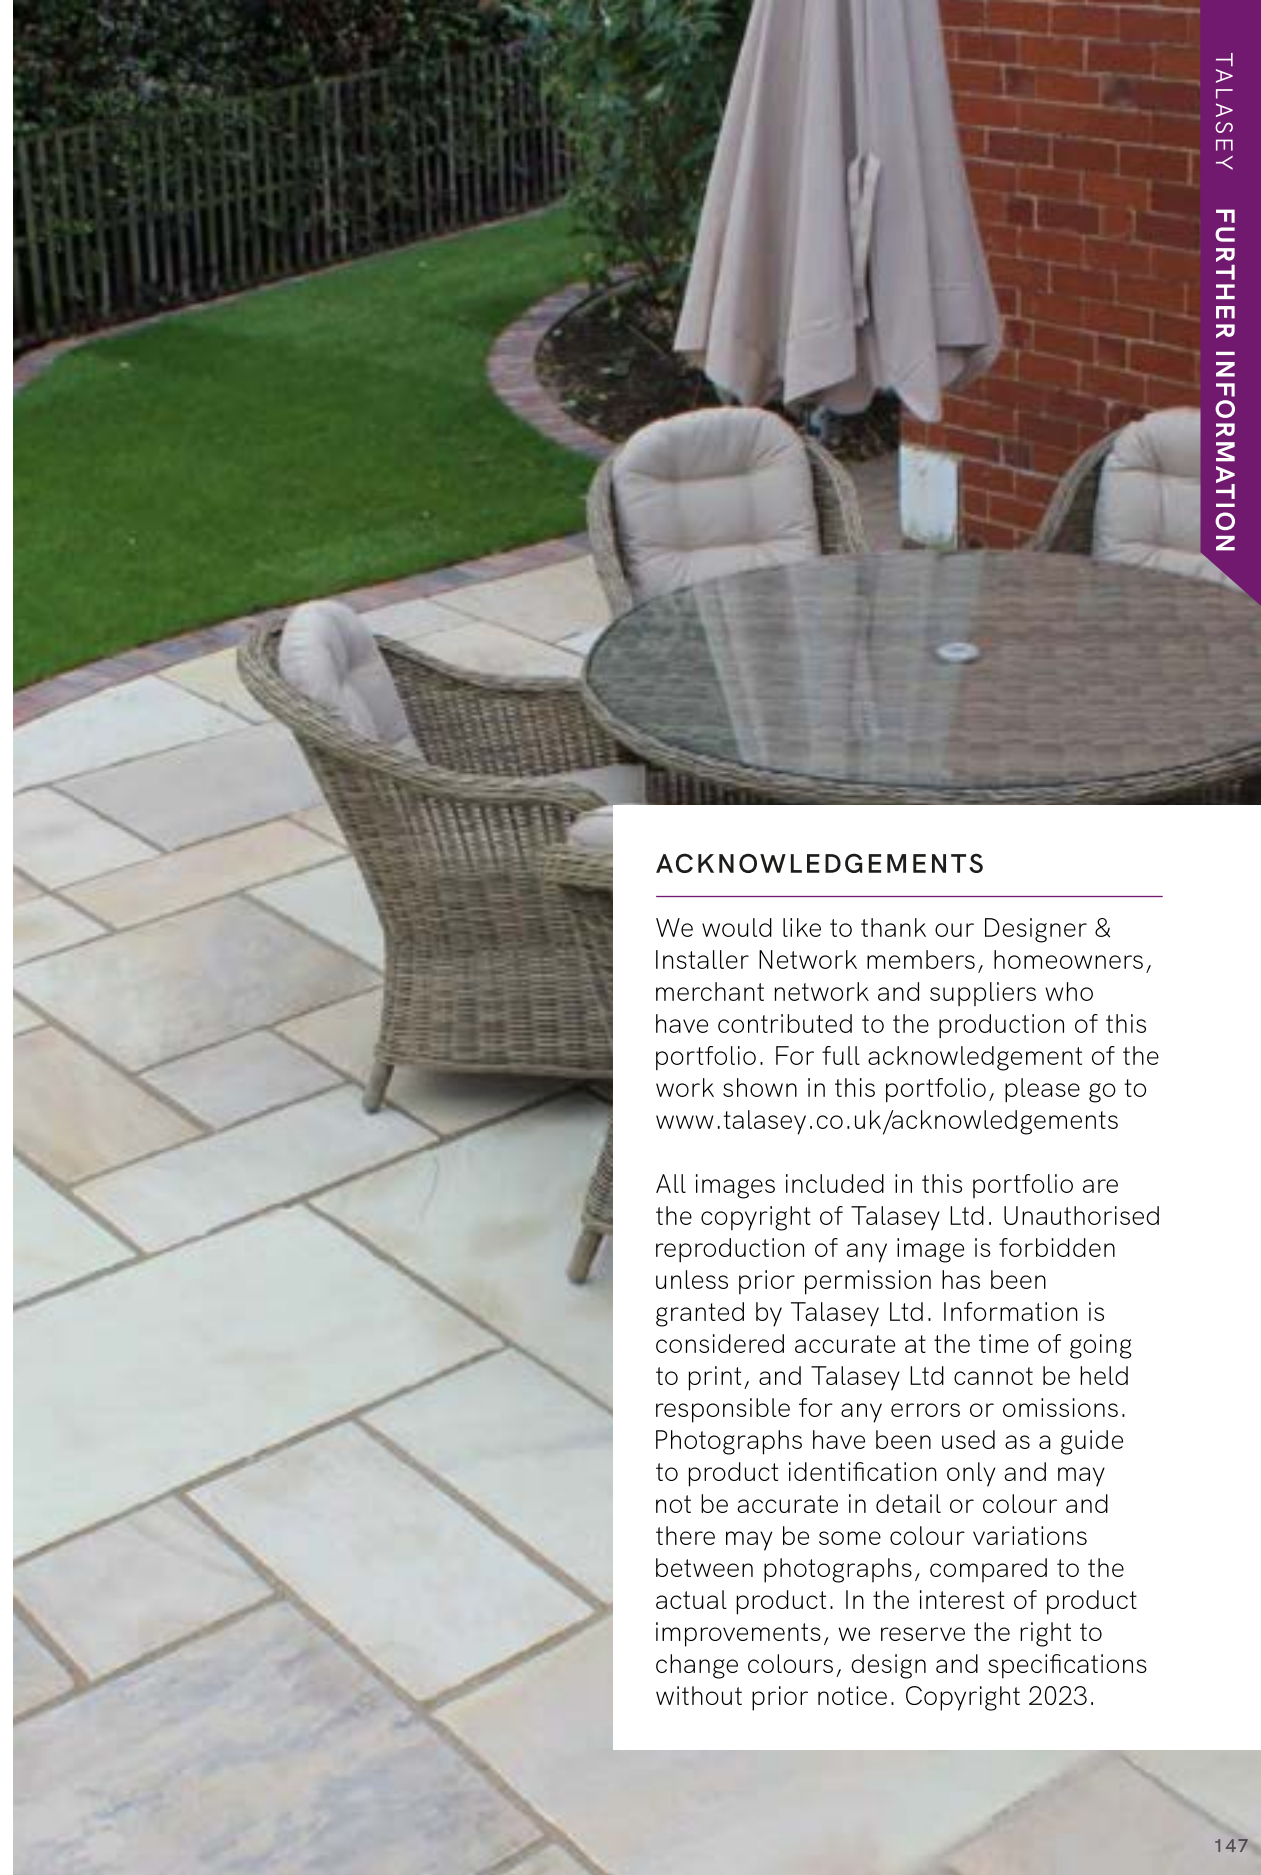 TALASEY FURTHER INFORMATION
ACKNOWLEDGEMENTS
We would like to thank our Designer &
Installer Network members, homeowners,
merchant network and suppliers who
have contributed to the production of this
portfolio. For full acknowledgement of the
work shown in this portfolio, please go to
www.talasey.co.uk/acknowledgements
All images included in this portfolio are
the copyright of Talasey Ltd. Unauthorised
reproduction of any image is forbidden
unless prior permission has been
granted by Talasey Ltd. Information is
considered accurate at the time of going
to print, and Talasey Ltd cannot be held
responsible for any errors or omissions.
Photographs have been used as a guide
to product identification only and may
not be accurate in detail or colour and
there may be some colour variations
between photographs, compared to the
actual product. In the interest of product
improvements, we reserve the right to
change colours, design and specifications
without prior notice. Copyright 2023.
147